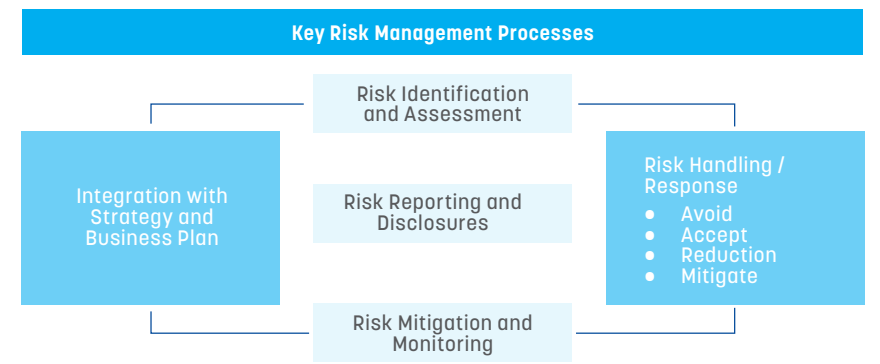 Key Risk Management Processes
Risk Identification
and Assessment
Integration with
Strategy and
Business Plan
Risk Reporting and
Disclosures
Risk Handling /
Response
● Avoid
● Accept
● Reduction
● Mitigate
Risk Mitigation and
Monitoring